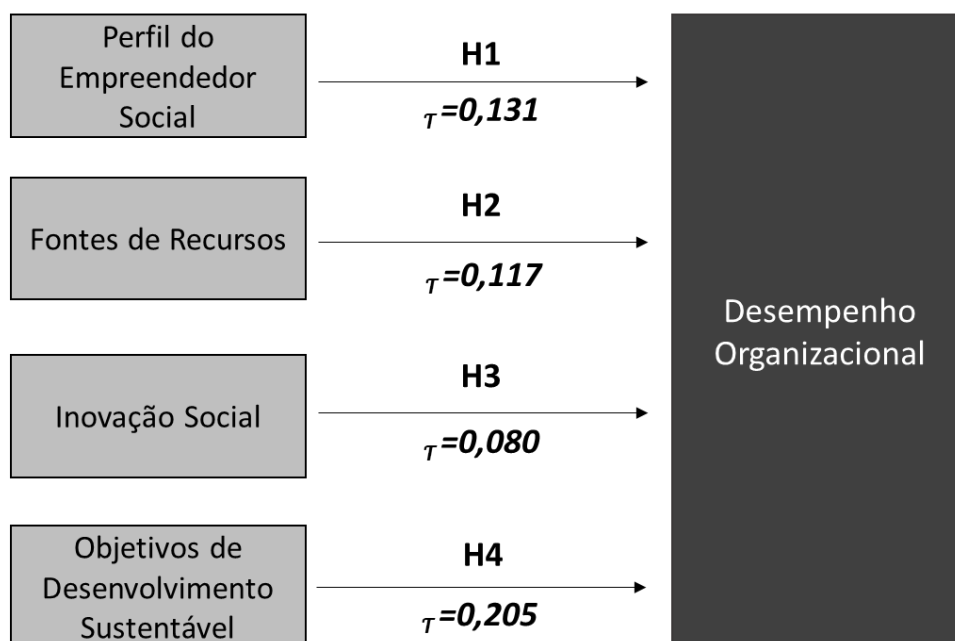 Perfil do
Empreendedor
Social
H1
τ=0,131
Fontes de Recursos
H2
τ=0,117
Inovação Social
H3
τ=0,080
Objetivos de
Desenvolvimento
Sustentável
H4
τ=0,205
Desempenho
Organizacional